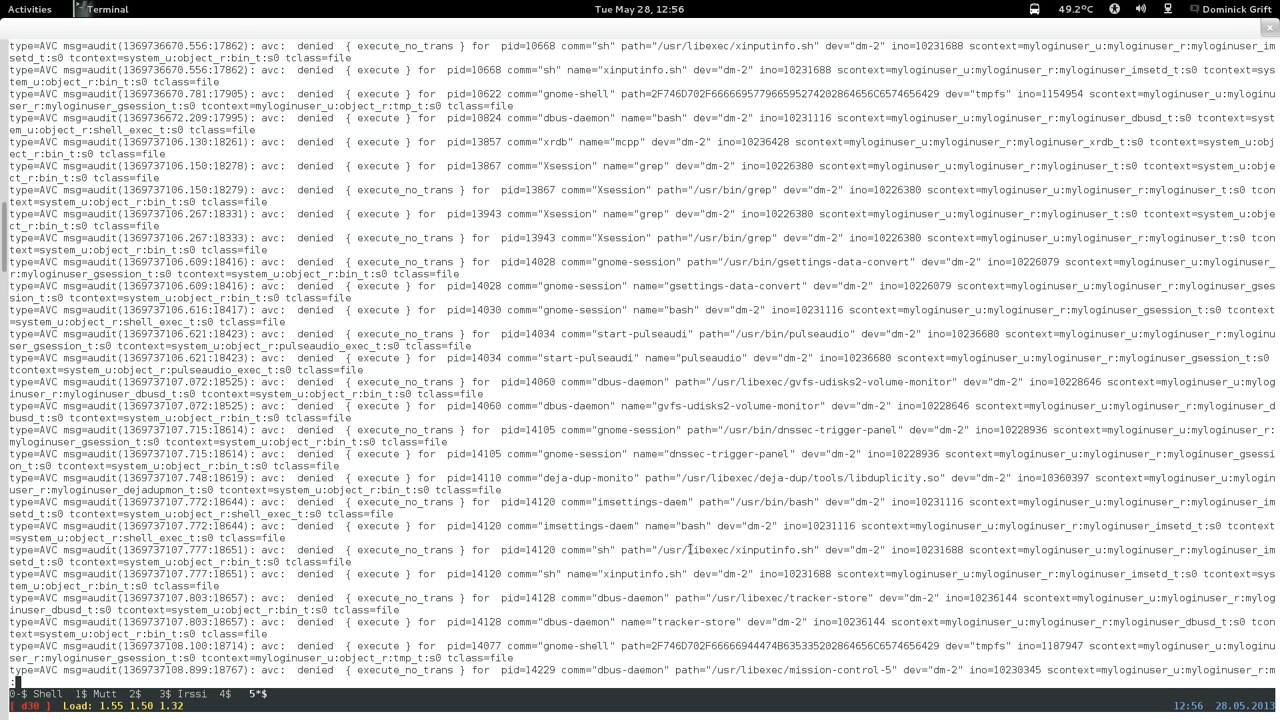 Activities Terminal Tue May 28, 12:56 49.2°C Dominick Grift
type=AVC msg=audit(1369736670.556:17862): avc:  denied  { execute_no_trans } for  pid=10668 comm="sh" path="/usr/libexec/xinputinfo.sh" dev="dm-2" ino=10231688 scontext=myloginuser_u:myloginuser_r:myloginuser_im
setd_t:s0 tcontext=system_u:object_r:bin_t:s0 tclass=file
type=AVC msg=audit(1369736670.556:17862): avc:  denied  { execute } for  pid=10668 comm="sh" name="xinputinfo.sh" dev="dm-2" ino=10231688 scontext=myloginuser_u:myloginuser_r:myloginuser_imsetd_t:s0 tcontext=sys
tem_u:object_r:bin_t:s0 tclass=file
type=AVC msg=audit(1369736670.781:17905): avc:  denied  { execute } for  pid=10622 comm="gnome-shell" path=2F746D702F666669577966595274202864656C6574656429 dev="tmpfs" ino=1154954 scontext=myloginuser_u:myloginu
ser_r:myloginuser_gsession_t:s0 tcontext=myloginuser_u:object_r:tmp_t:s0 tclass=file
type=AVC msg=audit(1369736672.209:17995): avc:  denied  { execute } for  pid=10824 comm="dbus-daemon" name="bash" dev="dm-2" ino=10231116 scontext=myloginuser_u:myloginuser_r:myloginuser_dbusd_t:s0 tcontext=syst
em_u:object_r:shell_exec_t:s0 tclass=file
type=AVC msg=audit(1369737106.130:18261): avc:  denied  { execute } for  pid=13857 comm="xrdb" name="mcpp" dev="dm-2" ino=10236428 scontext=myloginuser_u:myloginuser_r:myloginuser_xrdb_t:s0 tcontext=system_u:obj
ect_r:bin_t:s0 tclass=file
type=AVC msg=audit(1369737106.150:18278): avc:  denied  { execute } for  pid=13867 comm="Xsession" name="grep" dev="dm-2" ino=10226380 scontext=myloginuser_u:myloginuser_r:myloginuser_t:s0 tcontext=system_u:obje
ct_r:bin_t:s0 tclass=file
type=AVC msg=audit(1369737106.150:18279): avc:  denied  { execute_no_trans } for  pid=13867 comm="Xsession" path="/usr/bin/grep" dev="dm-2" ino=10226380 scontext=myloginuser_u:myloginuser_r:myloginuser_t:s0 tcon
text=system_u:object_r:bin_t:s0 tclass=file
type=AVC msg=audit(1369737106.267:18331): avc:  denied  { execute } for  pid=13943 comm="Xsession" name="grep" dev="dm-2" ino=10226380 scontext=myloginuser_u:myloginuser_r:myloginuser_t:s0 tcontext=system_u:obje
ct_r:bin_t:s0 tclass=file
type=AVC msg=audit(1369737106.267:18333): avc:  denied  { execute_no_trans } for  pid=13943 comm="Xsession" path="/usr/bin/grep" dev="dm-2" ino=10226380 scontext=myloginuser_u:myloginuser_r:myloginuser_t:s0 tcon
text=system_u:object_r:bin_t:s0 tclass=file
type=AVC msg=audit(1369737106.609:18416): avc:  denied  { execute_no_trans } for  pid=14028 comm="gnome-session" path="/usr/bin/gsettings-data-convert" dev="dm-2" ino=10226079 scontext=myloginuser_u:myloginuser_
r:myloginuser_gsession_t:s0 tcontext=system_u:object_r:bin_t:s0 tclass=file
type=AVC msg=audit(1369737106.609:18416): avc:  denied  { execute } for  pid=14028 comm="gnome-session" name="gsettings-data-convert" dev="dm-2" ino=10226079 scontext=myloginuser_u:myloginuser_r:myloginuser_gses
sion_t:s0 tcontext=system_u:object_r:bin_t:s0 tclass=file
type=AVC msg=audit(1369737106.616:18417): avc:  denied  { execute } for  pid=14030 comm="gnome-session" name="bash" dev="dm-2" ino=10231116 scontext=myloginuser_u:myloginuser_r:myloginuser_gsession_t:s0 tcontext
=system_u:object_r:shell_exec_t:s0 tclass=file
type=AVC msg=audit(1369737106.621:18423): avc:  denied  { execute_no_trans } for  pid=14034 comm="start-pulseaudi" path="/usr/bin/pulseaudio" dev="dm-2" ino=10236680 scontext=myloginuser_u:myloginuser_r:myloginu
ser_gsession_t:s0 tcontext=system_u:object_r:pulseaudio_exec_t:s0 tclass=file
type=AVC msg=audit(1369737106.621:18423): avc:  denied  { execute } for  pid=14034 comm="start-pulseaudi" name="pulseaudio" dev="dm-2" ino=10236680 scontext=myloginuser_u:myloginuser_r:myloginuser_gsession_t:s0
tcontext=system_u:object_r:pulseaudio_exec_t:s0 tclass=file
type=AVC msg=audit(1369737107.072:18525): avc:  denied  { execute_no_trans } for  pid=14060 comm="dbus-daemon" path="/usr/libexec/gvfs-udisks2-volume-monitor" dev="dm-2" ino=10228646 scontext=myloginuser_u:mylog
inuser_r:myloginuser_dbusd_t:s0 tcontext=system_u:object_r:bin_t:s0 tclass=file
type=AVC msg=audit(1369737107.072:18525): avc:  denied  { execute } for  pid=14060 comm="dbus-daemon" name="gvfs-udisks2-volume-monitor" dev="dm-2" ino=10228646 scontext=myloginuser_u:myloginuser_r:myloginuser_d
busd_t:s0 tcontext=system_u:object_r:bin_t:s0 tclass=file
type=AVC msg=audit(1369737107.715:18614): avc:  denied  { execute_no_trans } for  pid=14105 comm="gnome-session" path="/usr/bin/dnssec-trigger-panel" dev="dm-2" ino=10228936 scontext=myloginuser_u:myloginuser_r:
myloginuser_gsession_t:s0 tcontext=system_u:object_r:bin_t:s0 tclass=file
type=AVC msg=audit(1369737107.715:18614): avc:  denied  { execute } for  pid=14105 comm="gnome-session" name="dnssec-trigger-panel" dev="dm-2" ino=10228936 scontext=myloginuser_u:myloginuser_r:myloginuser_gsessi
on_t:s0 tcontext=system_u:object_r:bin_t:s0 tclass=file
type=AVC msg=audit(1369737107.748:18619): avc:  denied  { execute } for  pid=14110 comm="deja-dup-monito" path="/usr/libexec/deja-dup/tools/libduplicity.so" dev="dm-2" ino=10360397 scontext=myloginuser_u:mylogin
user_r:myloginuser_dejadupmon_t:s0 tcontext=system_u:object_r:bin_t:s0 tclass=file
type=AVC msg=audit(1369737107.772:18644): avc:  denied  { execute_no_trans } for  pid=14120 comm="imsettings-daem" path="/usr/bin/bash" dev="dm-2" ino=10231116 scontext=myloginuser_u:myloginuser_r:myloginuser_im
setd_t:s0 tcontext=system_u:object_r:shell_exec_t:s0 tclass=file
type=AVC msg=audit(1369737107.772:18644): avc:  denied  { execute } for  pid=14120 comm="imsettings-daem" name="bash" dev="dm-2" ino=10231116 scontext=myloginuser_u:myloginuser_r:myloginuser_imsetd_t:s0 tcontext
=system_u:object_r:shell_exec_t:s0 tclass=file
type=AVC msg=audit(1369737107.777:18651): avc:  denied  { execute_no_trans } for  pid=14120 comm="sh" path="/usr/libexec/xinputinfo.sh" dev="dm-2" ino=10231688 scontext=myloginuser_u:myloginuser_r:myloginuser_im
setd_t:s0 tcontext=system_u:object_r:bin_t:s0 tclass=file
type=AVC msg=audit(1369737107.777:18651): avc:  denied  { execute } for  pid=14120 comm="sh" name="xinputinfo.sh" dev="dm-2" ino=10231688 scontext=myloginuser_u:myloginuser_r:myloginuser_imsetd_t:s0 tcontext=sys
tem_u:object_r:bin_t:s0 tclass=file
type=AVC msg=audit(1369737107.803:18657): avc:  denied  { execute_no_trans } for  pid=14128 comm="dbus-daemon" path="/usr/libexec/tracker-store" dev="dm-2" ino=10236144 scontext=myloginuser_u:myloginuser_r:mylog
inuser_dbusd_t:s0 tcontext=system_u:object_r:bin_t:s0 tclass=file
type=AVC msg=audit(1369737107.803:18657): avc:  denied  { execute } for  pid=14128 comm="dbus-daemon" name="tracker-store" dev="dm-2" ino=10236144 scontext=myloginuser_u:myloginuser_r:myloginuser_dbusd_t:s0 tcon
text=system_u:object_r:bin_t:s0 tclass=file
type=AVC msg=audit(1369737108.100:18714): avc:  denied  { execute } for  pid=14077 comm="gnome-shell" path=2F746D702F66666944474B635335202864656C6574656429 dev="tmpfs" ino=1187947 scontext=myloginuser_u:myloginu
ser_r:myloginuser_gsession_t:s0 tcontext=myloginuser_u:object_r:tmp_t:s0 tclass=file
type=AVC msg=audit(1369737108.899:18767): avc:  denied  { execute_no_trans } for  pid=14229 comm="dbus-daemon" path="/usr/libexec/mission-control-5" dev="dm-2" ino=10230345 scontext=myloginuser_u:myloginuser_r:m
:
0-$ Shell  1$ Mutt  2$  3$ Irssi  4$  5*$
[ d30 ] Load: 1.55 1.50 1.32 12:56 28.05.2013